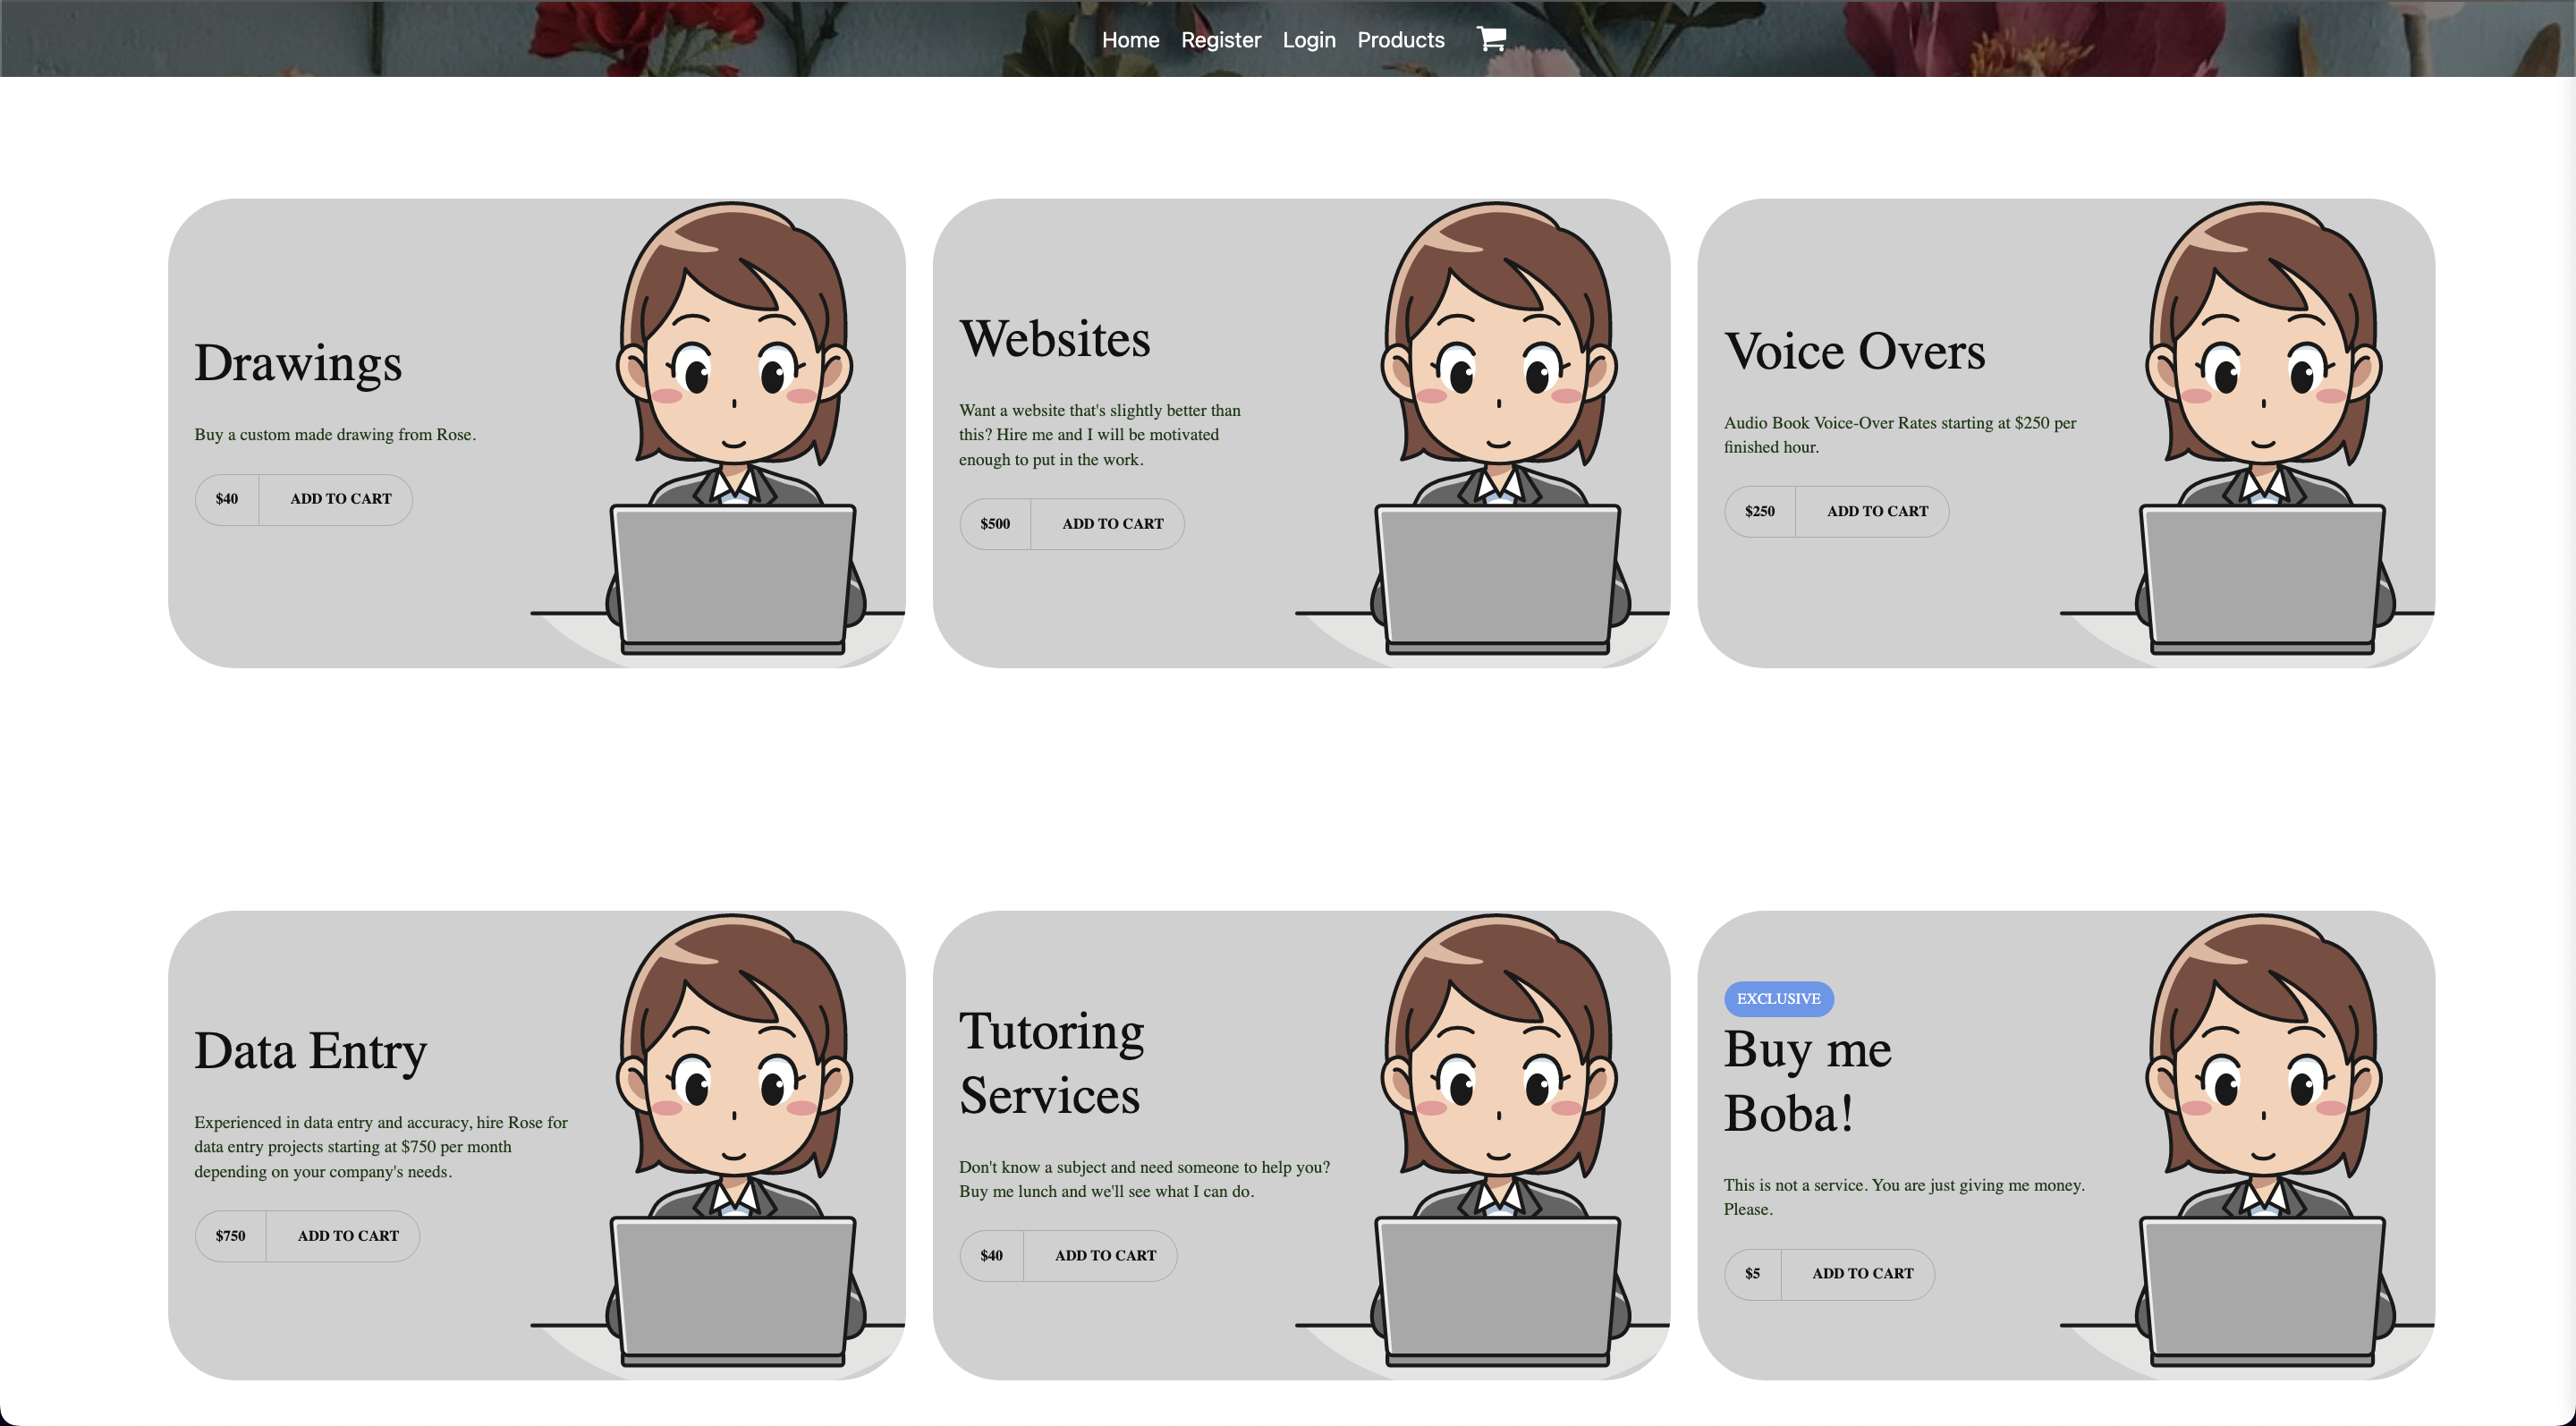 Home Register Login Products
Drawings
Buy a custom made drawing from Rose.
$40 ADD TO CART
Websites
Want a website that's slightly better than
this? Hire me and I will be motivated
enough to put in the work.
$500 ADD TO CART
Voice Overs
Audio Book Voice-Over Rates starting at $250 per
finished hour.
$250 ADD TO CART
Data Entry
Experienced in data entry and accuracy, hire Rose for
data entry projects starting at $750 per month
depending on your company's needs.
$750 ADD TO CART
Tutoring
Services
Don't know a subject and need someone to help you?
Buy me lunch and we'll see what I can do.
$40 ADD TO CART
EXCLUSIVE
Buy me
Boba!
This is not a service. You are just giving me money.
Please.
$5 ADD TO CART